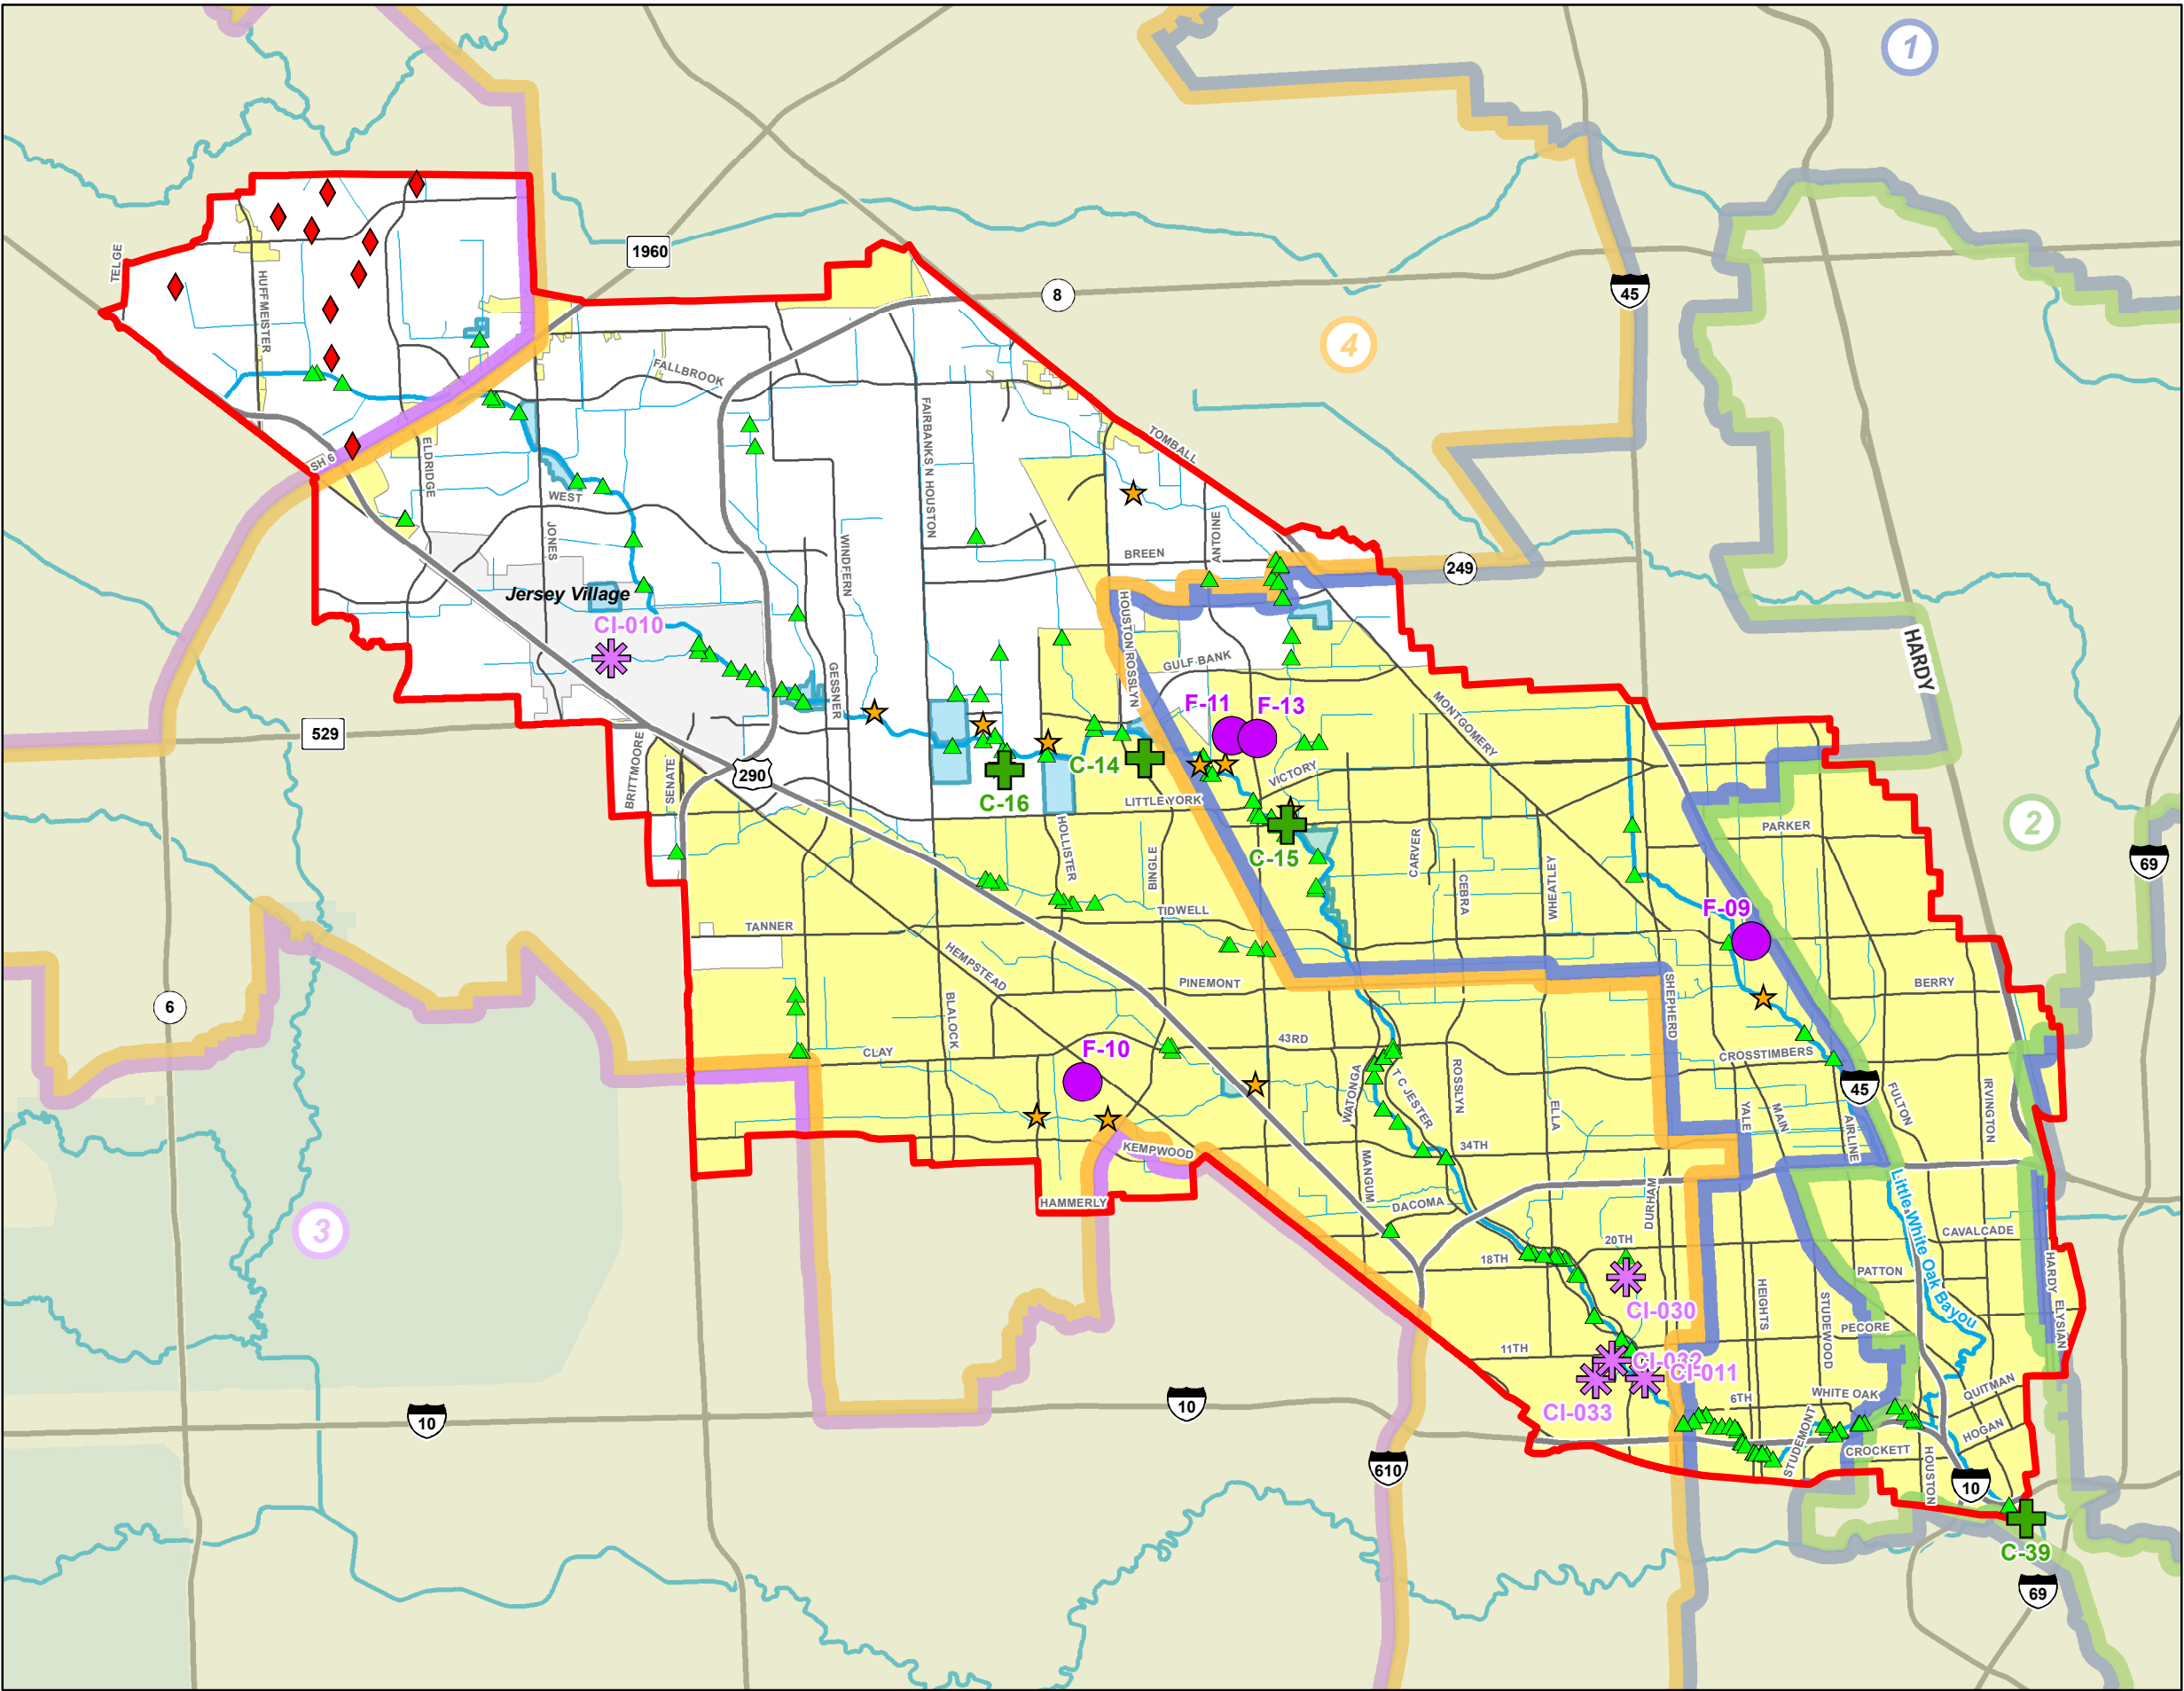 1
TELGE
HUFFMEISTER
1960
8
45
4
FALLBROOK
FAIRBANKS N HOUSTON
TOMBALL
SH 6
ELDRIDGE
WEST
JONES
WINDFERN
ANTOINE
BREEN
249
Jersey Village
CI-010
HOUSTON ROSSLYN
GULF BANK
HARDY
GESSNER
F-11
F-13
MONTGOMERY
529
BRITTMOORE
SENATE
290
C-14
C-16
VICTORY
LITTLE YORK
C-15
PARKER
2
69
HOLLISTER
BINGLE
CARVER
CEBRA
WHEATLEY
TIDWELL
F-09
TANNER
HEMPSTEAD
PINEMONT
BERRY
6
BLALOCK
SHEPHERD
CLAY
F-10
43RD
CROSSTIMBERS
45
WATONGA
T C JESTER
ROSSLYN
ELLA
YALE
MAIN
AIRLINE
FULTON
IRVINGTON
KEMPWOOD
34TH
MANGUM
HAMMERLY
DACOMA
DURHAM
Little White Oak Bayou
3
CAVALCADE
20TH
18TH
PATTON
HARDY
ELYSIAN
CI-030
HEIGHTS
STUDEWOOD
PECORE
11TH
CI-032
CI-011
CI-033
6TH
WHITE OAK
QUITMAN
HOGAN
10
10
STUDEMONT
CROCKETT
HOUSTON
610
10
C-39
69